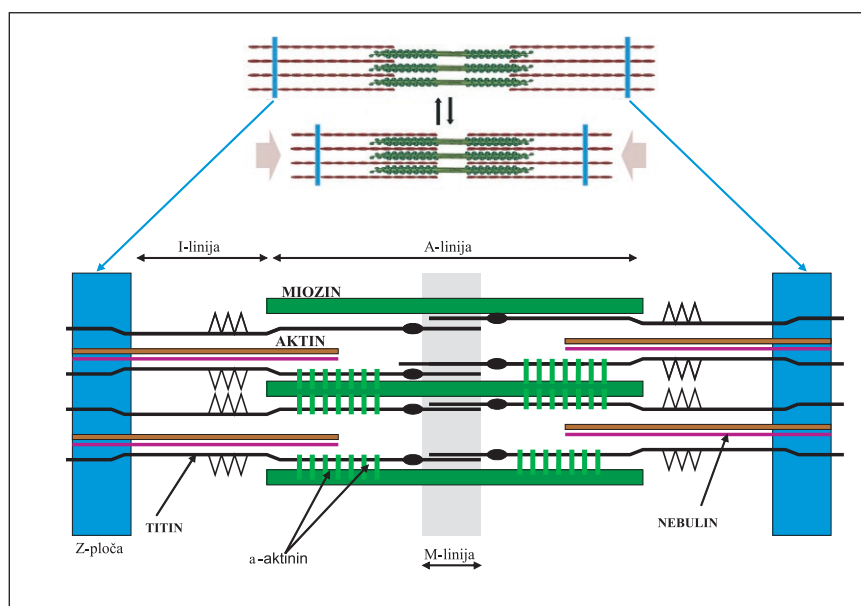 I-linija
A-linija
MIOZIN
AKTIN
TITIN
NEBULIN
Z-ploča
a-aktinin
M-linija